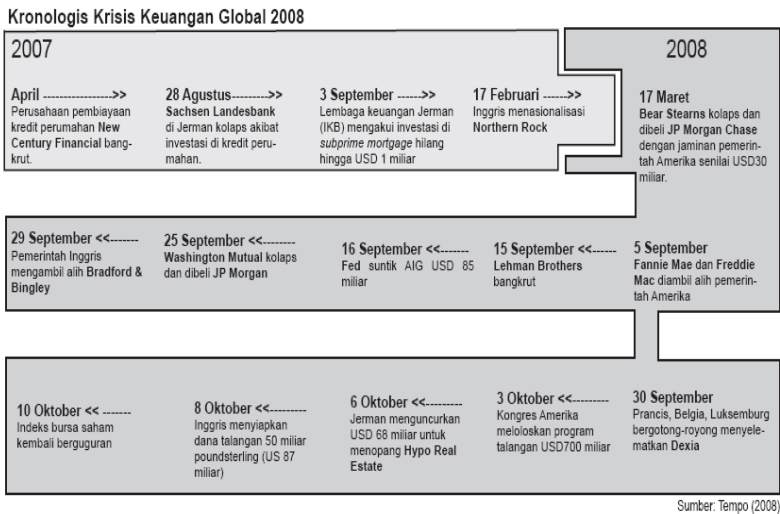 Kronologis Krisis Keuangan Global 2008
2007
2008
April ----------------->>
Perusahaan pembiayaan
kredit perumahan New
Century Financial bang-
krut.
28 Agustus--------->>
Sachsen Landesbank
di Jerman kolaps akibat
investasi di kredit peru-
mahan.
3 September ------>>
Lembaga keuangan Jerman
(IKB) mengakui investasi di
subprime mortgage hilang
hingga USD 1 miliar
17 Februari ------>>
Inggris menasionalisasi
Northern Rock
17 Maret
Bear Stearns kolaps dan
dibeli JP Morgan Chase
dengan jaminan pemerin-
tah Amerika senilai USD30
miliar.
5 September
Fannie Mae dan Freddie
Mac diambil alih pemerin-
tah Amerika
15 September <<------
Lehman Brothers
bangkrut
16 September <<-------
Fed suntik AIG USD 85
miliar
25 September <<--------
Washington Mutual kolaps
dan dibeli JP Morgan
29 September <<-------
Pemerintah Inggris
mengambil alih Bradford &
Bingley
30 September
Prancis, Belgia, Luksemburg
bergotong-royong menyele-
matkan Dexia
3 Oktober <<---------
Kongres Amerika
meloloskan program
talangan USD700 miliar
6 Oktober <<---------
Jerman mengucurkan
USD 68 miliar untuk
menopang Hypo Real
Estate
8 Oktober <<---------
Inggris menyiapkan
dana talangan 50 miliar
poundsterling (US 87
miliar)
10 Oktober << -------
Indeks bursa saham
kembali berguguran
Sumber: Tempo (2008)